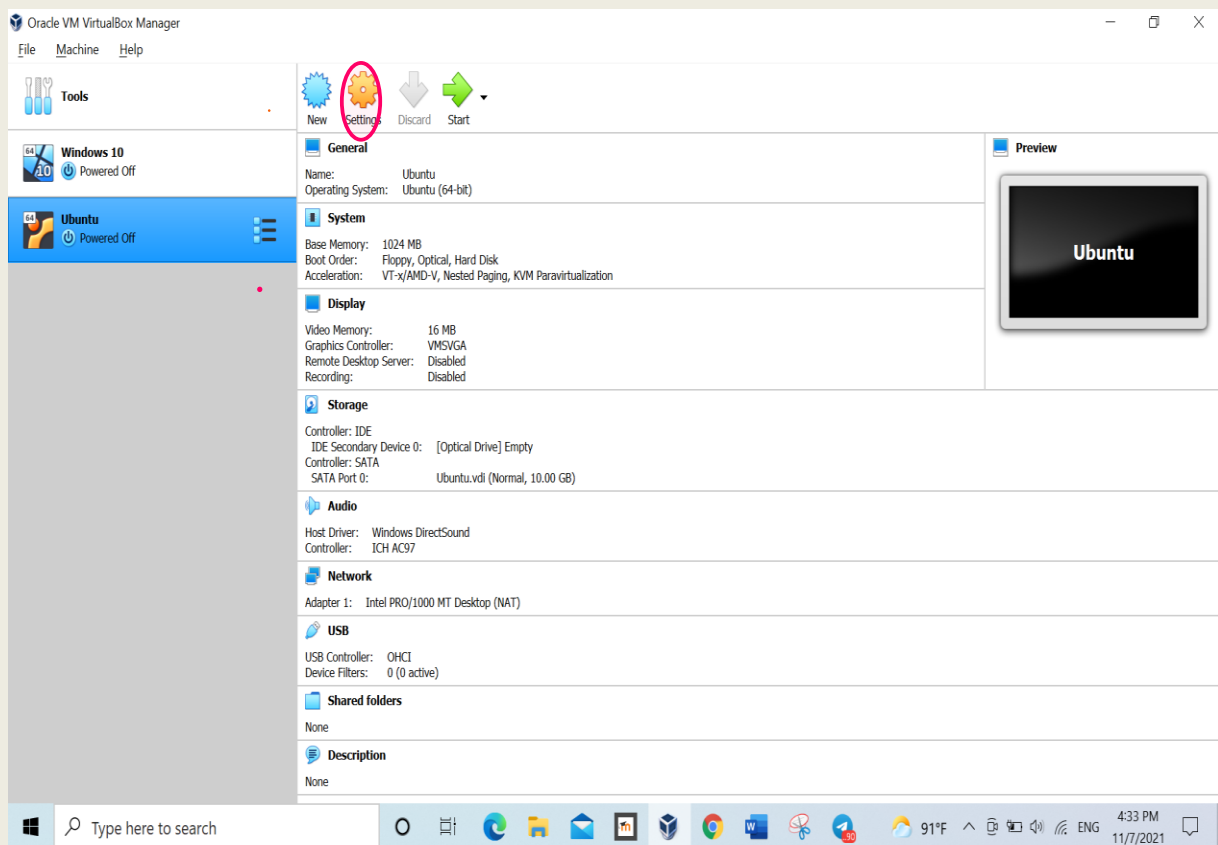 Oracle VM VirtualBox Manager
File Machine Help
Tools
New Settings Discard Start
64
10
Windows 10
Powered Off
64
Ubuntu
Powered Off
General
Name: Ubuntu
Operating System: Ubuntu (64-bit)
System
Base Memory: 1024 MB
Boot Order: Floppy, Optical, Hard Disk
Acceleration: VT-x/AMD-V, Nested Paging, KVM Paravirtualization
Display
Video Memory: 16 MB
Graphics Controller: VMSVGA
Remote Desktop Server: Disabled
Recording: Disabled
Storage
Controller: IDE
IDE Secondary Device 0: [Optical Drive] Empty
Controller: SATA
SATA Port 0: Ubuntu.vdi (Normal, 10.00 GB)
Audio
Host Driver: Windows DirectSound
Controller: ICH AC97
Network
Adapter 1: Intel PRO/1000 MT Desktop (NAT)
USB
USB Controller: OHCI
Device Filters: 0 (0 active)
Shared folders
None
Description
None
Preview
Ubuntu
Type here to search
m
W
90
91°F
ENG
4:33 PM
11/7/2021